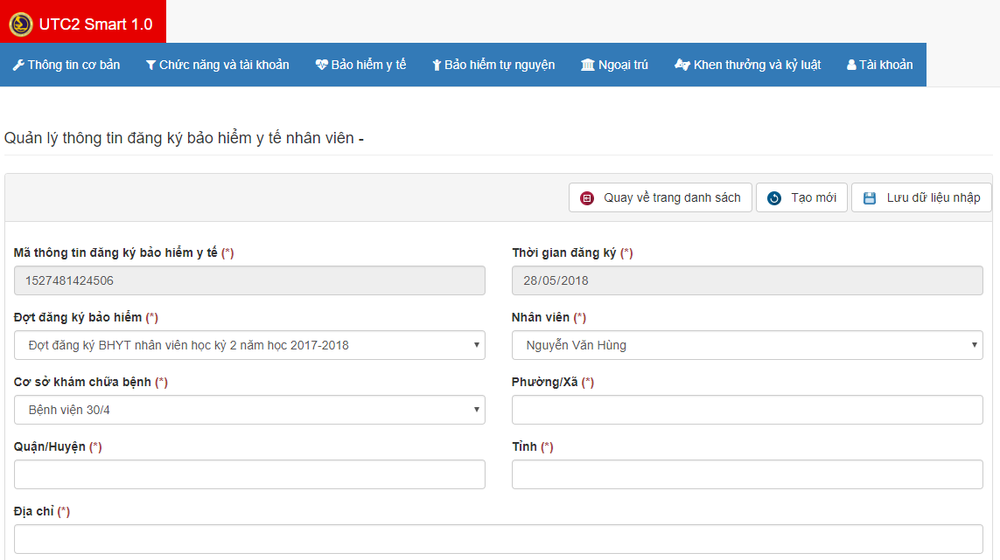 UTC2 Smart 1.0
Thông tin cơ bản Chức năng và tài khoản Bảo hiểm y tế Bảo hiểm tự nguyện Ngoại trú Khen thưởng và kỷ luật Tài khoản
Quản lý thông tin đăng ký bảo hiểm y tế nhân viên -
Quay về trang danh sách Tạo mới Lưu dữ liệu nhập
Mã thông tin đăng ký bảo hiểm y tế (*) Thời gian đăng ký (*)
1527481424506 28/05/2018
Đợt đăng ký bảo hiểm (*) Nhân viên (*)
Đợt đăng ký BHYT nhân viên học kỳ 2 năm học 2017-2018 Nguyễn Văn Hùng
Cơ sở khám chữa bệnh (*) Phường/Xã (*)
Bệnh viện 30/4
Quận/Huyện (*) Tỉnh (*)
Địa chỉ (*)